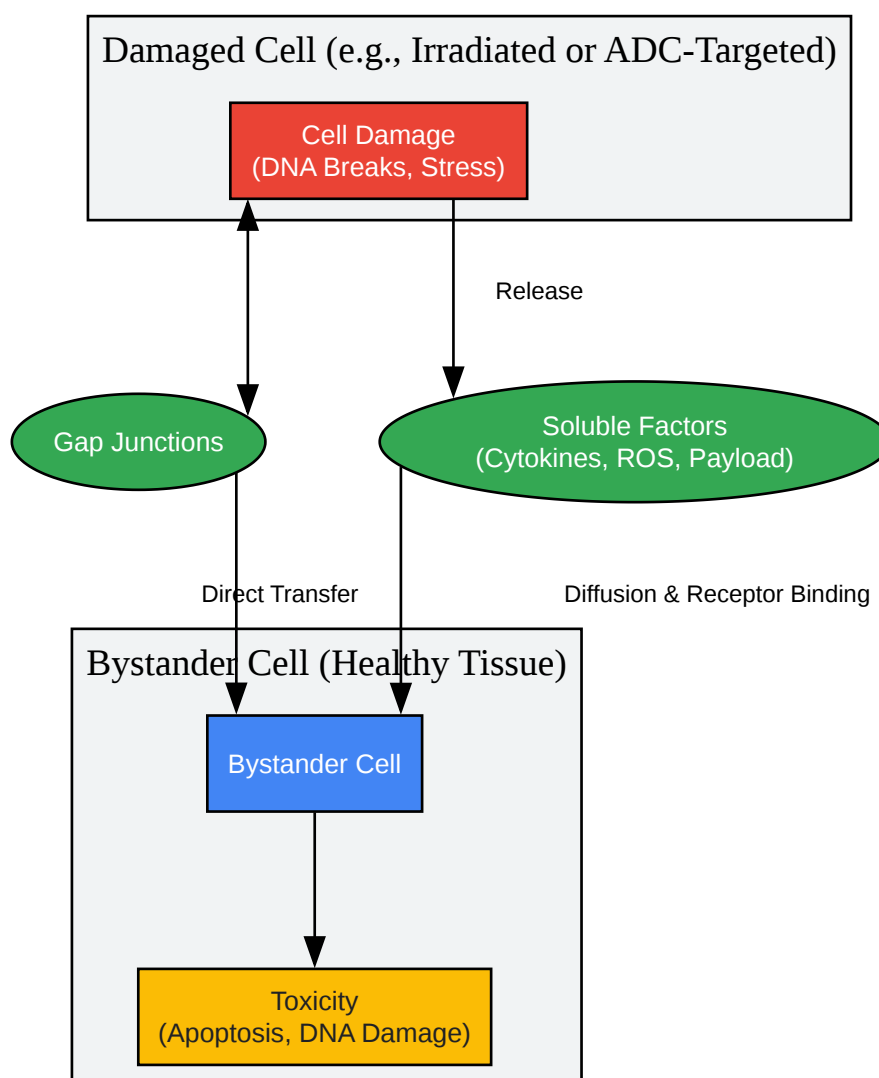 Damaged Cell (e.g., Irradiated or ADC-Targeted)
Cell Damage
(DNA Breaks, Stress)
Release
Gap Junctions
Soluble Factors
(Cytokines, ROS, Payload)
Direct Transfer
Diffusion & Receptor Binding
Bystander Cell (Healthy Tissue)
Bystander Cell
Toxicity
(Apoptosis, DNA Damage)